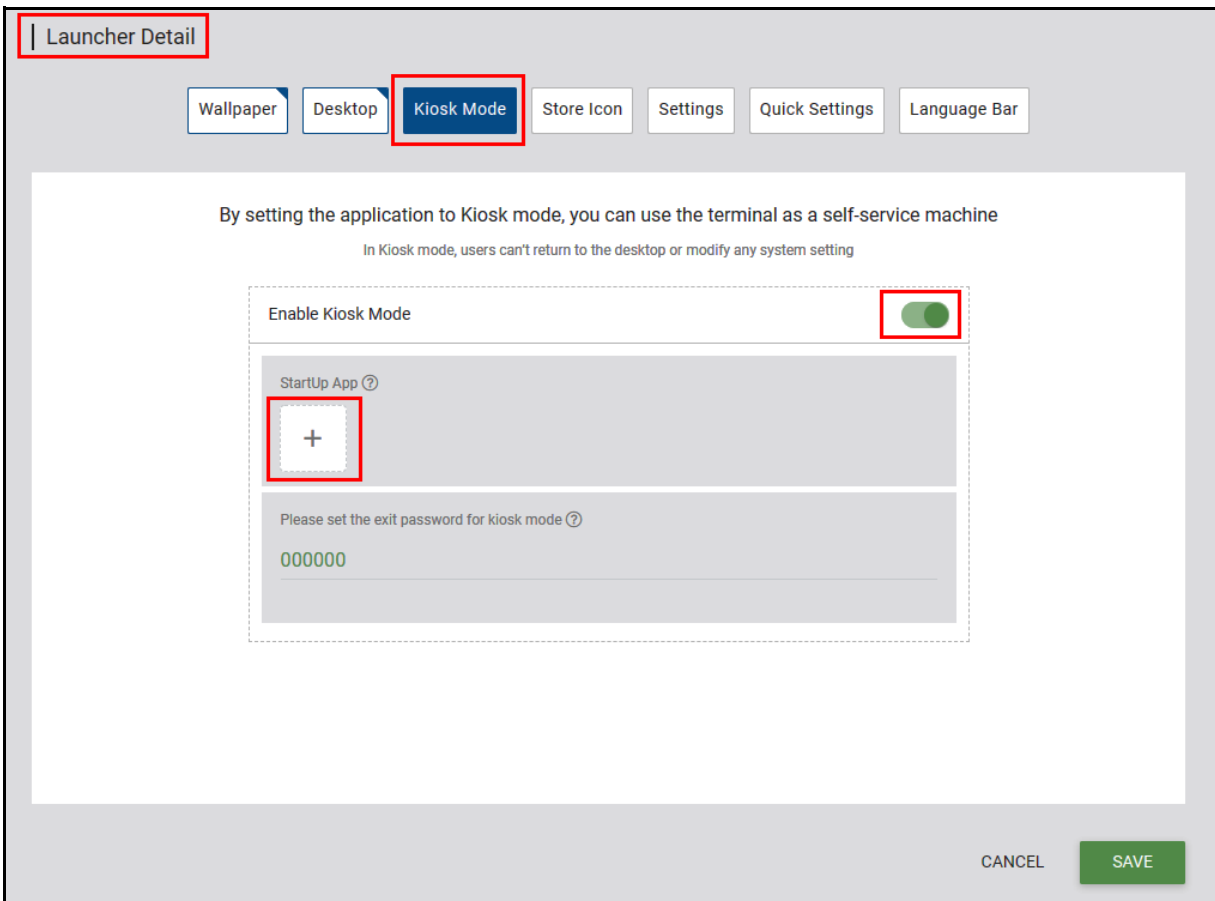 Launcher Detail
Wallpaper Desktop Kiosk Mode Store Icon Settings Quick Settings Language Bar
By setting the application to Kiosk mode, you can use the terminal as a self-service machine
In Kiosk mode, users can't return to the desktop or modify any system setting
Enable Kiosk Mode
StartUp App ?
+
Please set the exit password for kiosk mode ?
000000
CANCEL SAVE